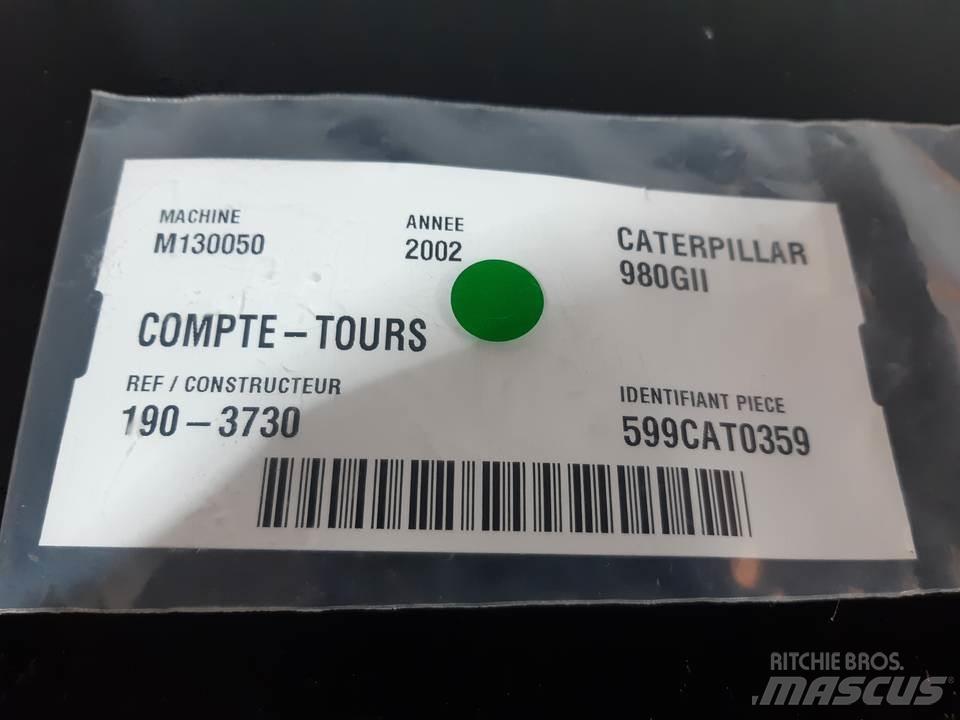 MACHINE
M130050
ANNEE
2002
CATERPILLAR
980GII
COMPTE – TOURS
REF / CONSTRUCTEUR
190 – 3730
IDENTIFIANT PIECE
599CAT0359
RITCHIE BROS.
MASCUS